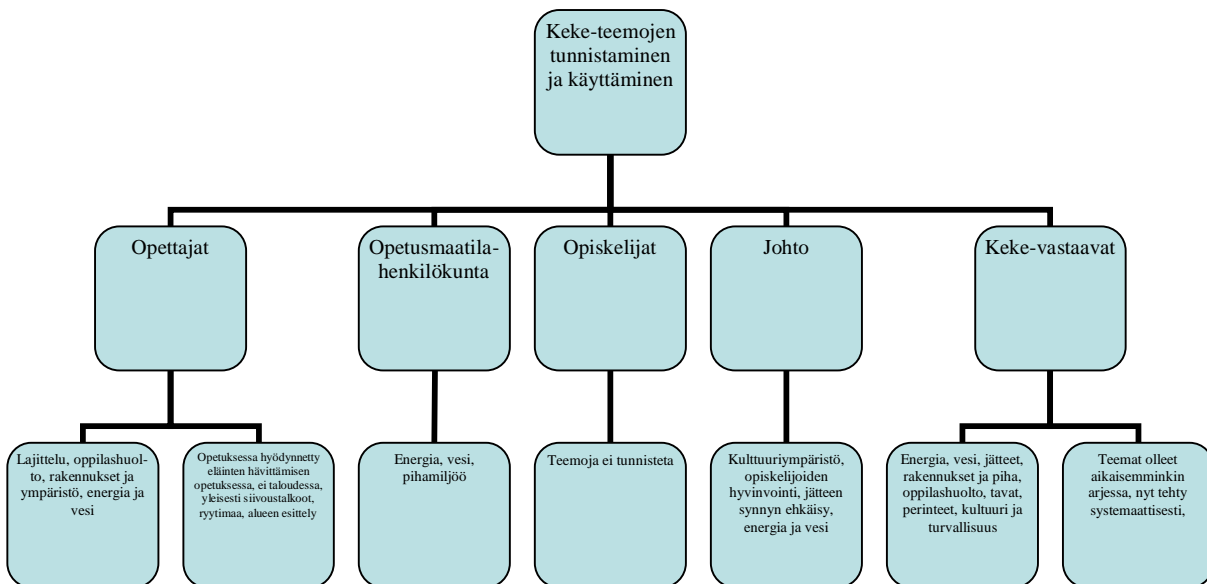 Keke-teemojen
tunnistaminen
ja käyttäminen
Opettajat
Opetusmaatila-
henkilökunta
Opiskelijat
Johto
Keke-vastaavat
Lajittelu, oppilashuol-
to, rakennukset ja
ympäristö, energia ja
vesi
Opetuksessa hyödynnetty
eläinten hävittämisen
opetuksessa, ei taloudessa,
yleisesti siivoustalkoot,
ryytimaa, alueen esittely
Energia, vesi,
pihamiljöö
Teemoja ei tunnisteta
Kulttuuriympäristö,
opiskelijoiden
hyvinvointi, jätteen
synnyn ehkäisy,
energia ja vesi
Energia, vesi, jätteet,
rakennukset ja piha,
oppilashuolto, tavat,
perinteet, kultuuri ja
turvallisuus
Teemat olleet
aikaisemminkin
arjessa, nyt tehty
systemaattisesti,